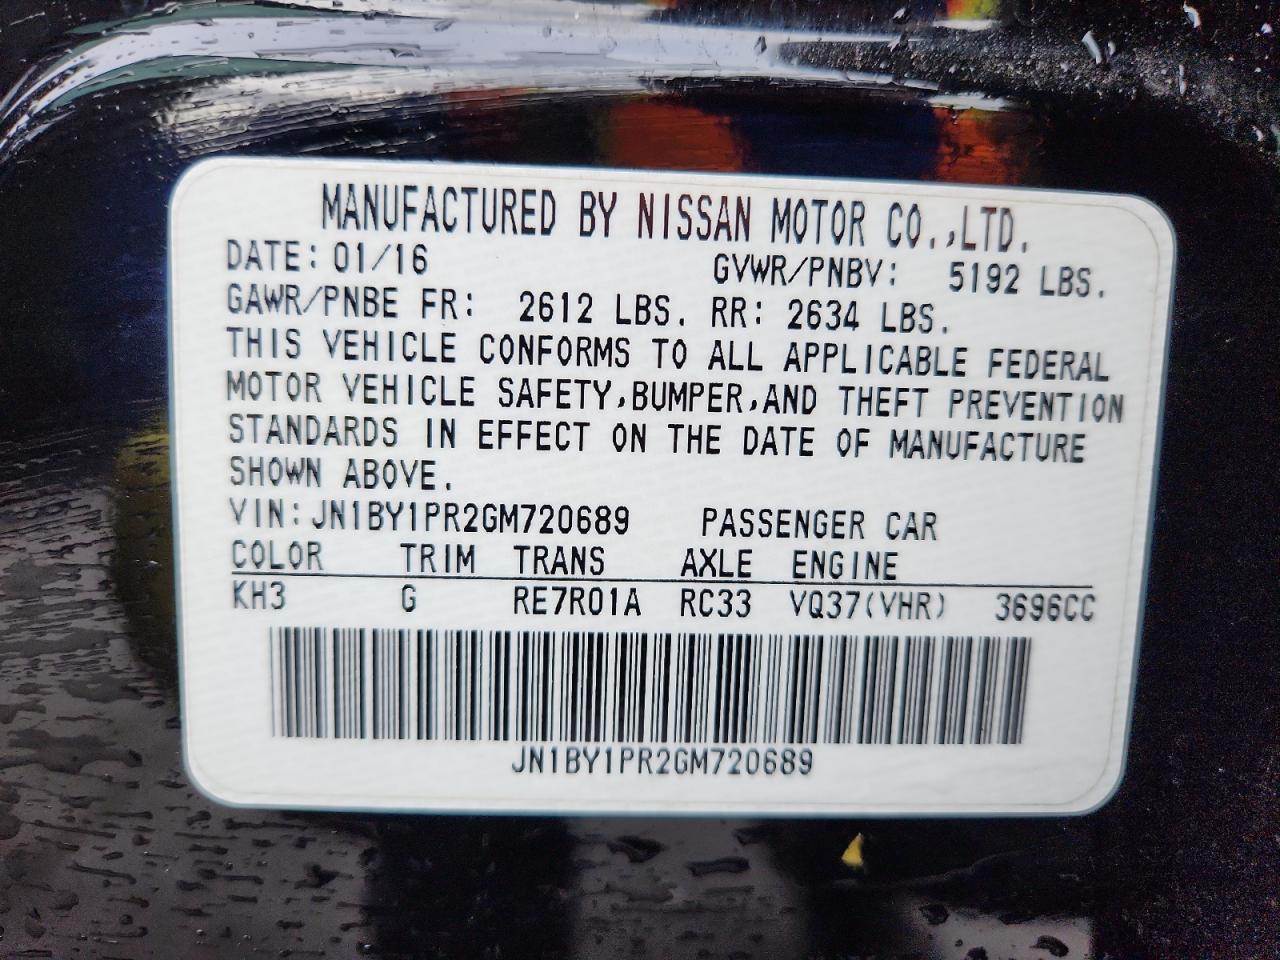 MANUFACTURED BY NISSAN MOTOR CO.,LTD.
DATE: 01/16 GVWR/PNBV: 5192 LBS.
GAWR/PNBE FR: 2612 LBS. RR: 2634 LBS.
THIS VEHICLE CONFORMS TO ALL APPLICABLE FEDERAL
MOTOR VEHICLE SAFETY,BUMPER,AND THEFT PREVENTION
STANDARDS IN EFFECT ON THE DATE OF MANUFACTURE
SHOWN ABOVE.
VIN: JN1BY1PR2GM720689 PASSENGER CAR
COLOR TRIM TRANS AXLE ENGINE
KH3 G RE7R01A RC33 VQ37(VHR) 3696CC
JN1BY1PR2GM720689